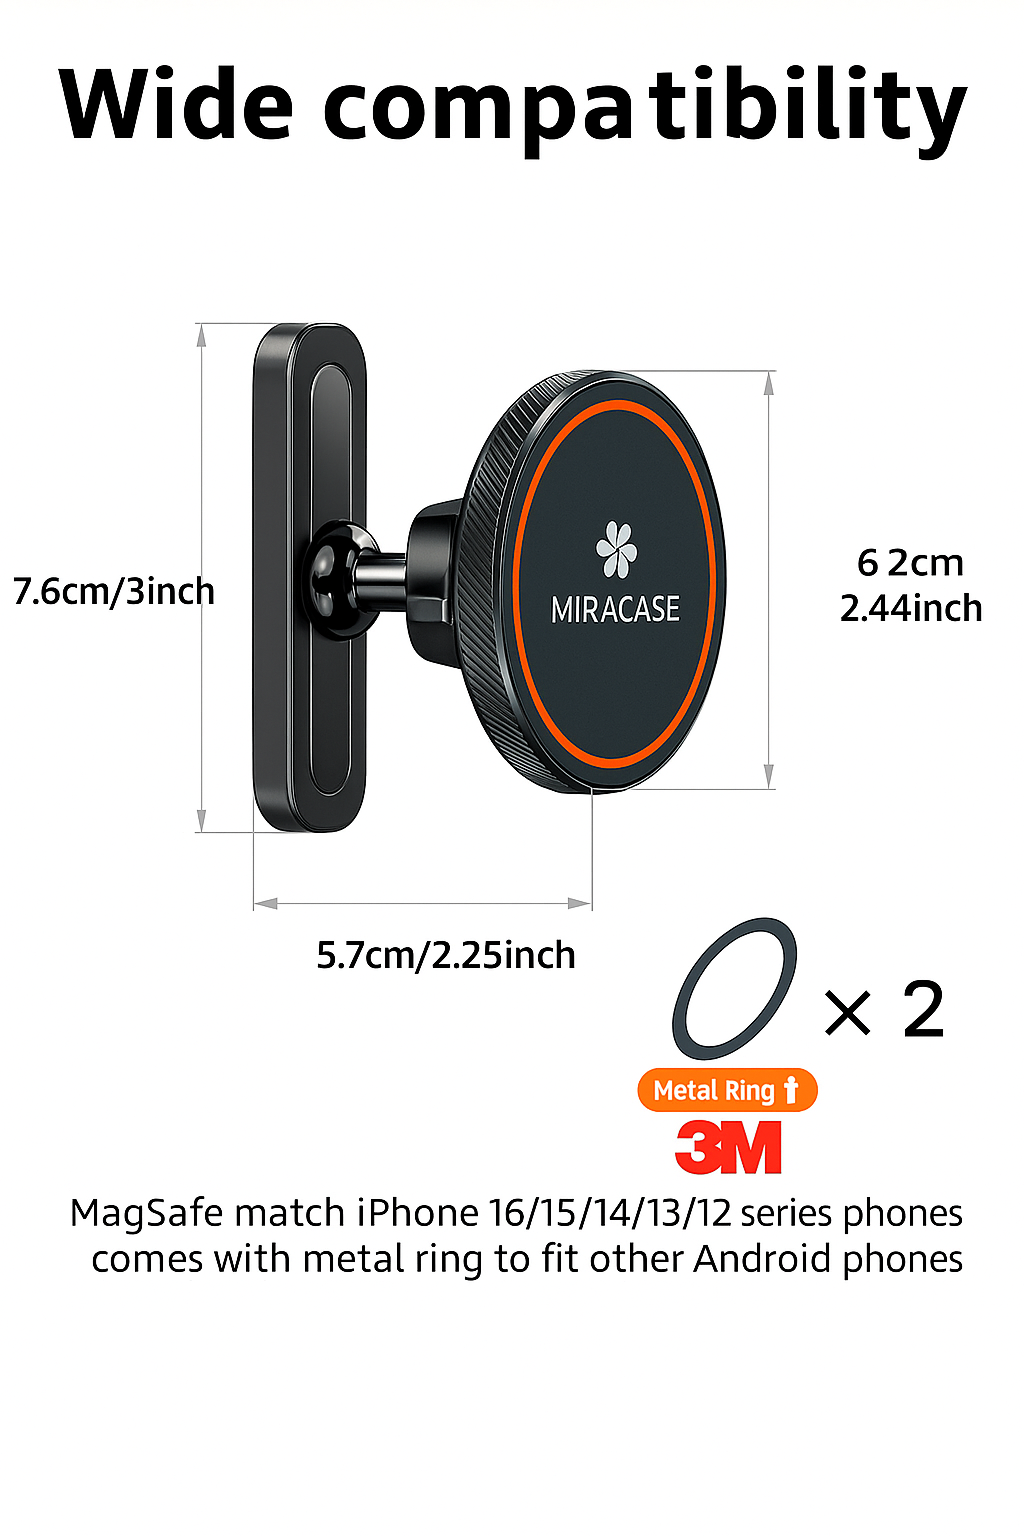 Wide compatibility
7.6cm/3inch
6 2cm
2.44inch
MIRACASE
5.7cm/2.25inch
× 2
Metal Ring
3M
MagSafe match iPhone 16/15/14/13/12 series phones
comes with metal ring to fit other Android phones